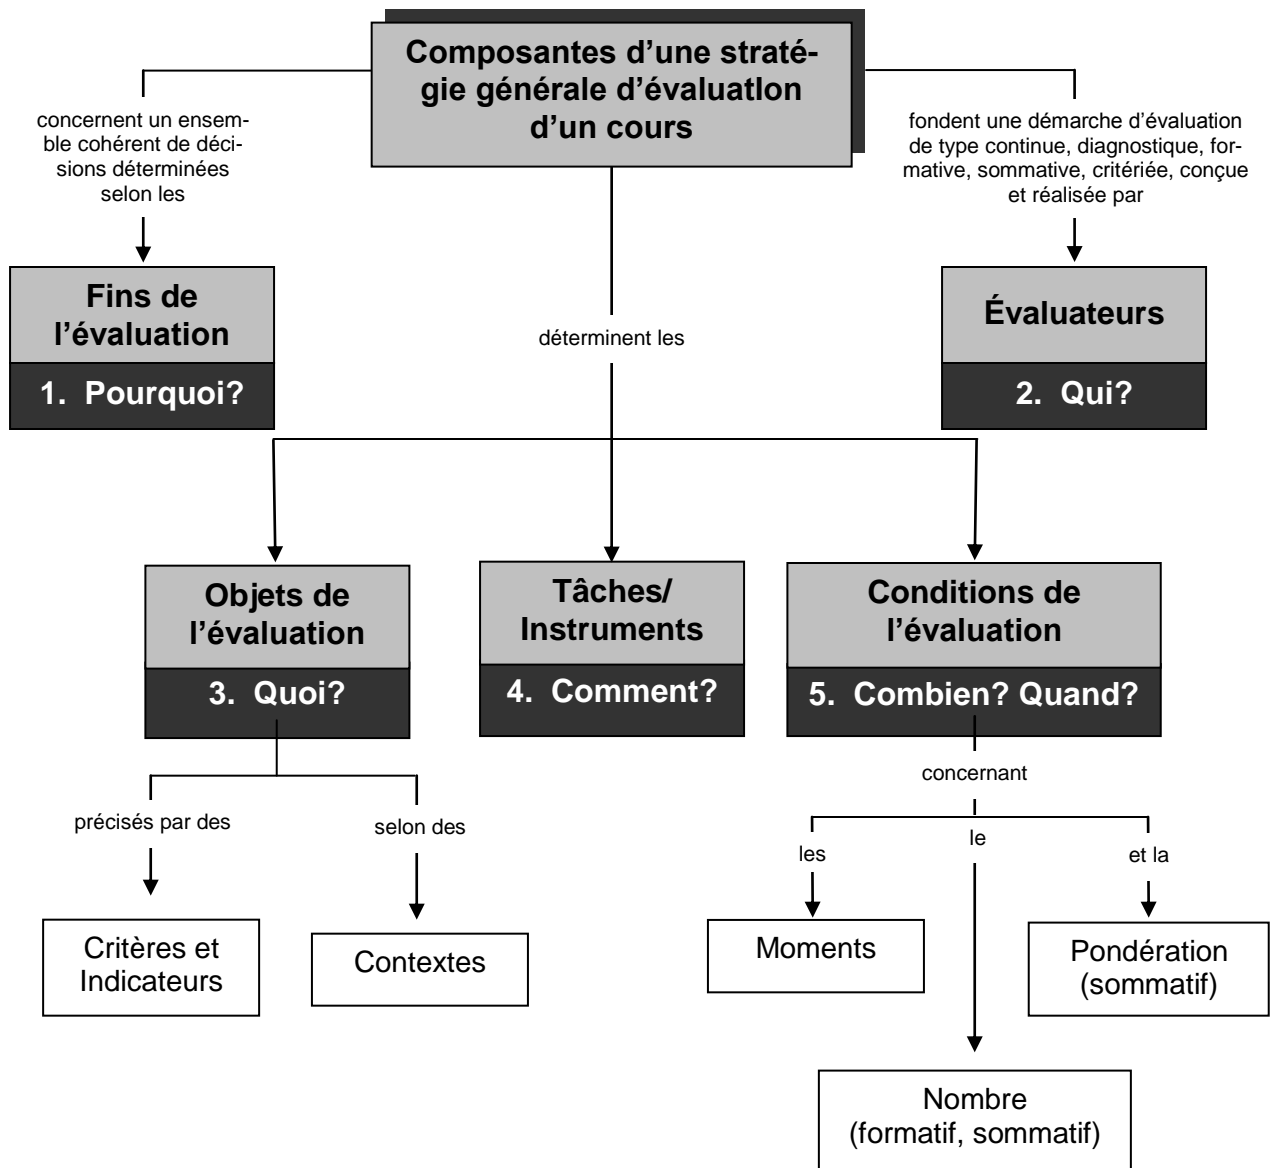 Composantes d’une straté-
gie générale d’évaluatIon
d’un cours
concernent un ensem-
ble cohérent de déci-
sions déterminées
selon les
fondent une démarche d’évaluation
de type continue, diagnostique, for-
mative, sommative, critériée, conçue
et réalisée par
Fins de
l’évaluation
1. Pourquoi?
déterminent les
Évaluateurs
2. Qui?
Objets de
l’évaluation
3. Quoi?
Tâches/
Instruments
4. Comment?
Conditions de
l’évaluation
5. Combien? Quand?
précisés par des
selon des
concernant
les
le
et la
Critères et
Indicateurs
Contextes
Moments
Pondération
(sommatif)
Nombre
(formatif, sommatif)